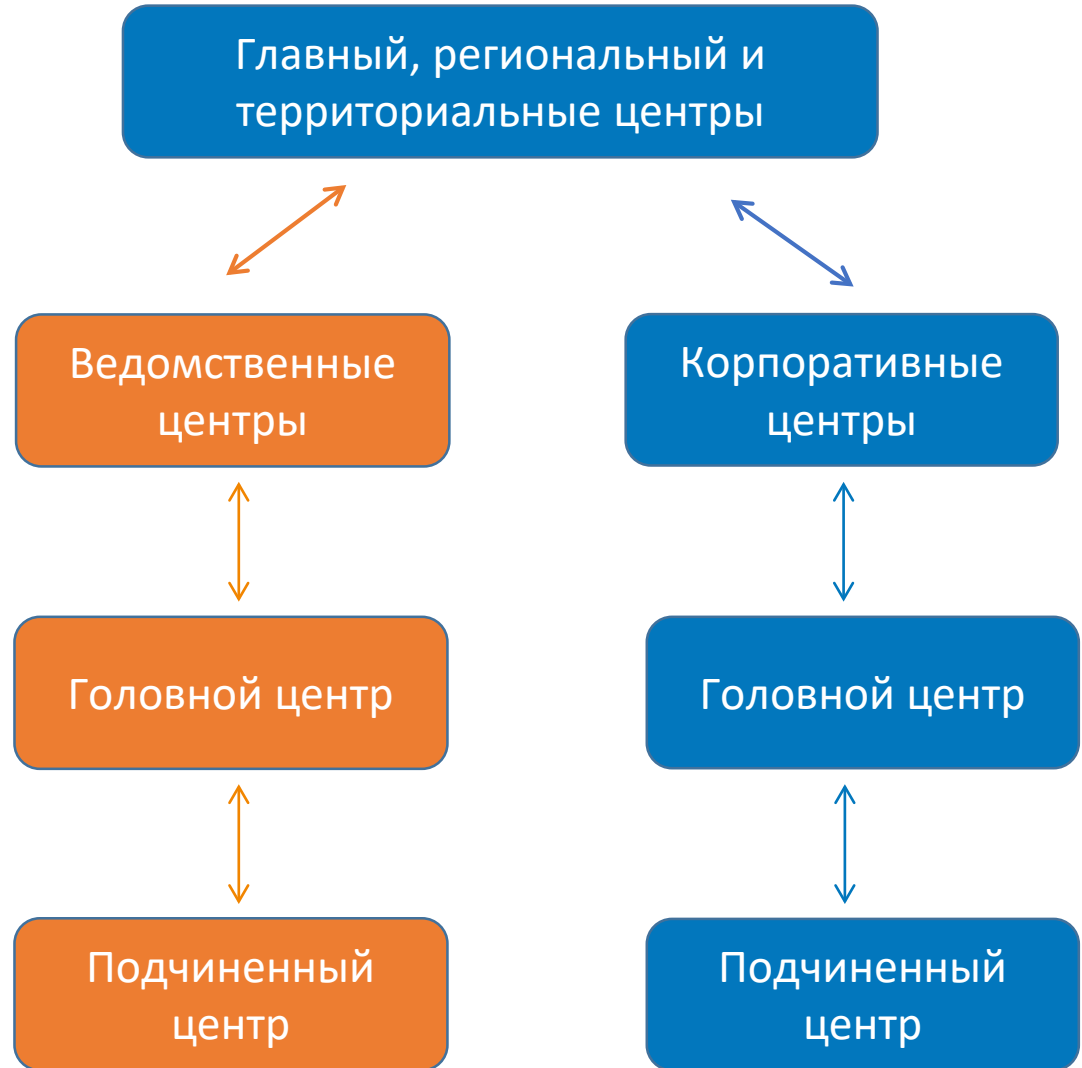 Главный, региональный и
территориальные центры
Ведомственные
центры
Корпоративные
центры
Головной центр
Головной центр
Подчиненный
центр
Подчиненный
центр